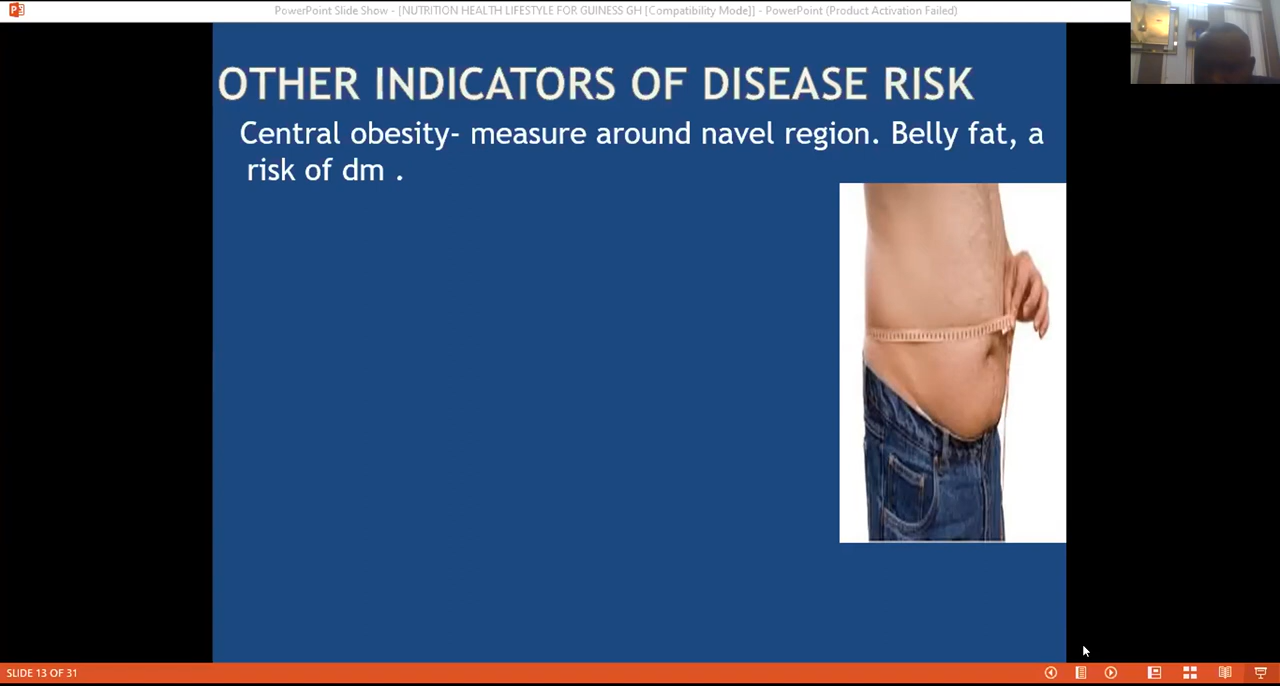 PowerPoint Slide Show - [NUTRITION HEALTH LIFESTYLE FOR GUINESS GH [Compatibility Mode]] - PowerPoint (Product Activation Failed)
OTHER INDICATORS OF DISEASE RISK
Central obesity- measure around navel region. Belly fat, a
risk of dm .
SLIDE 13 OF 31